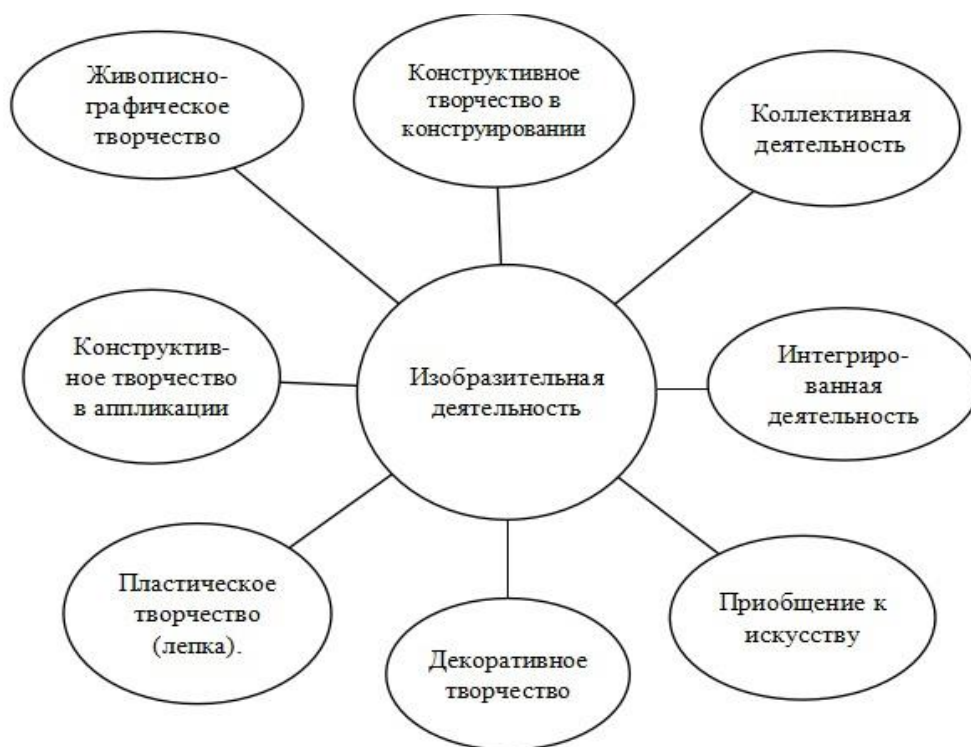 Живописно-
графическое
творчество
Конструктивное
творчество в
конструировании
Коллективная
деятельность
Конструктив-
ное творчество
в аппликации
Изобразительная
деятельность
Интегриро-
ванная
деятельность
Пластическое
творчество
(лепка).
Декоративное
творчество
Приобщение к
искусству